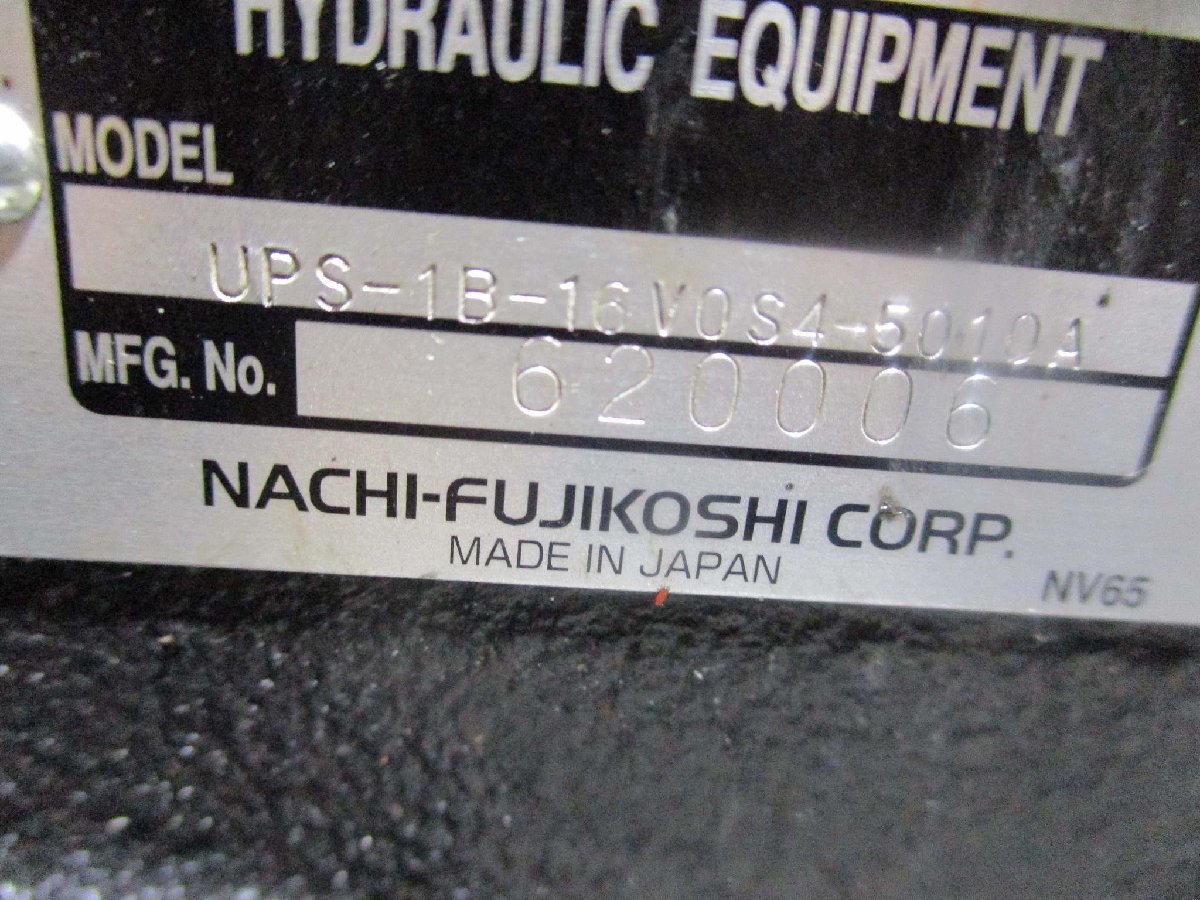 HYDRAULIC EQUIPMENT
MODEL
UPS-1B-16V0S4-5010A
MFG. No.
620006
NACHI-FUJIKOSHI CORP.
MADE IN JAPAN
NV65